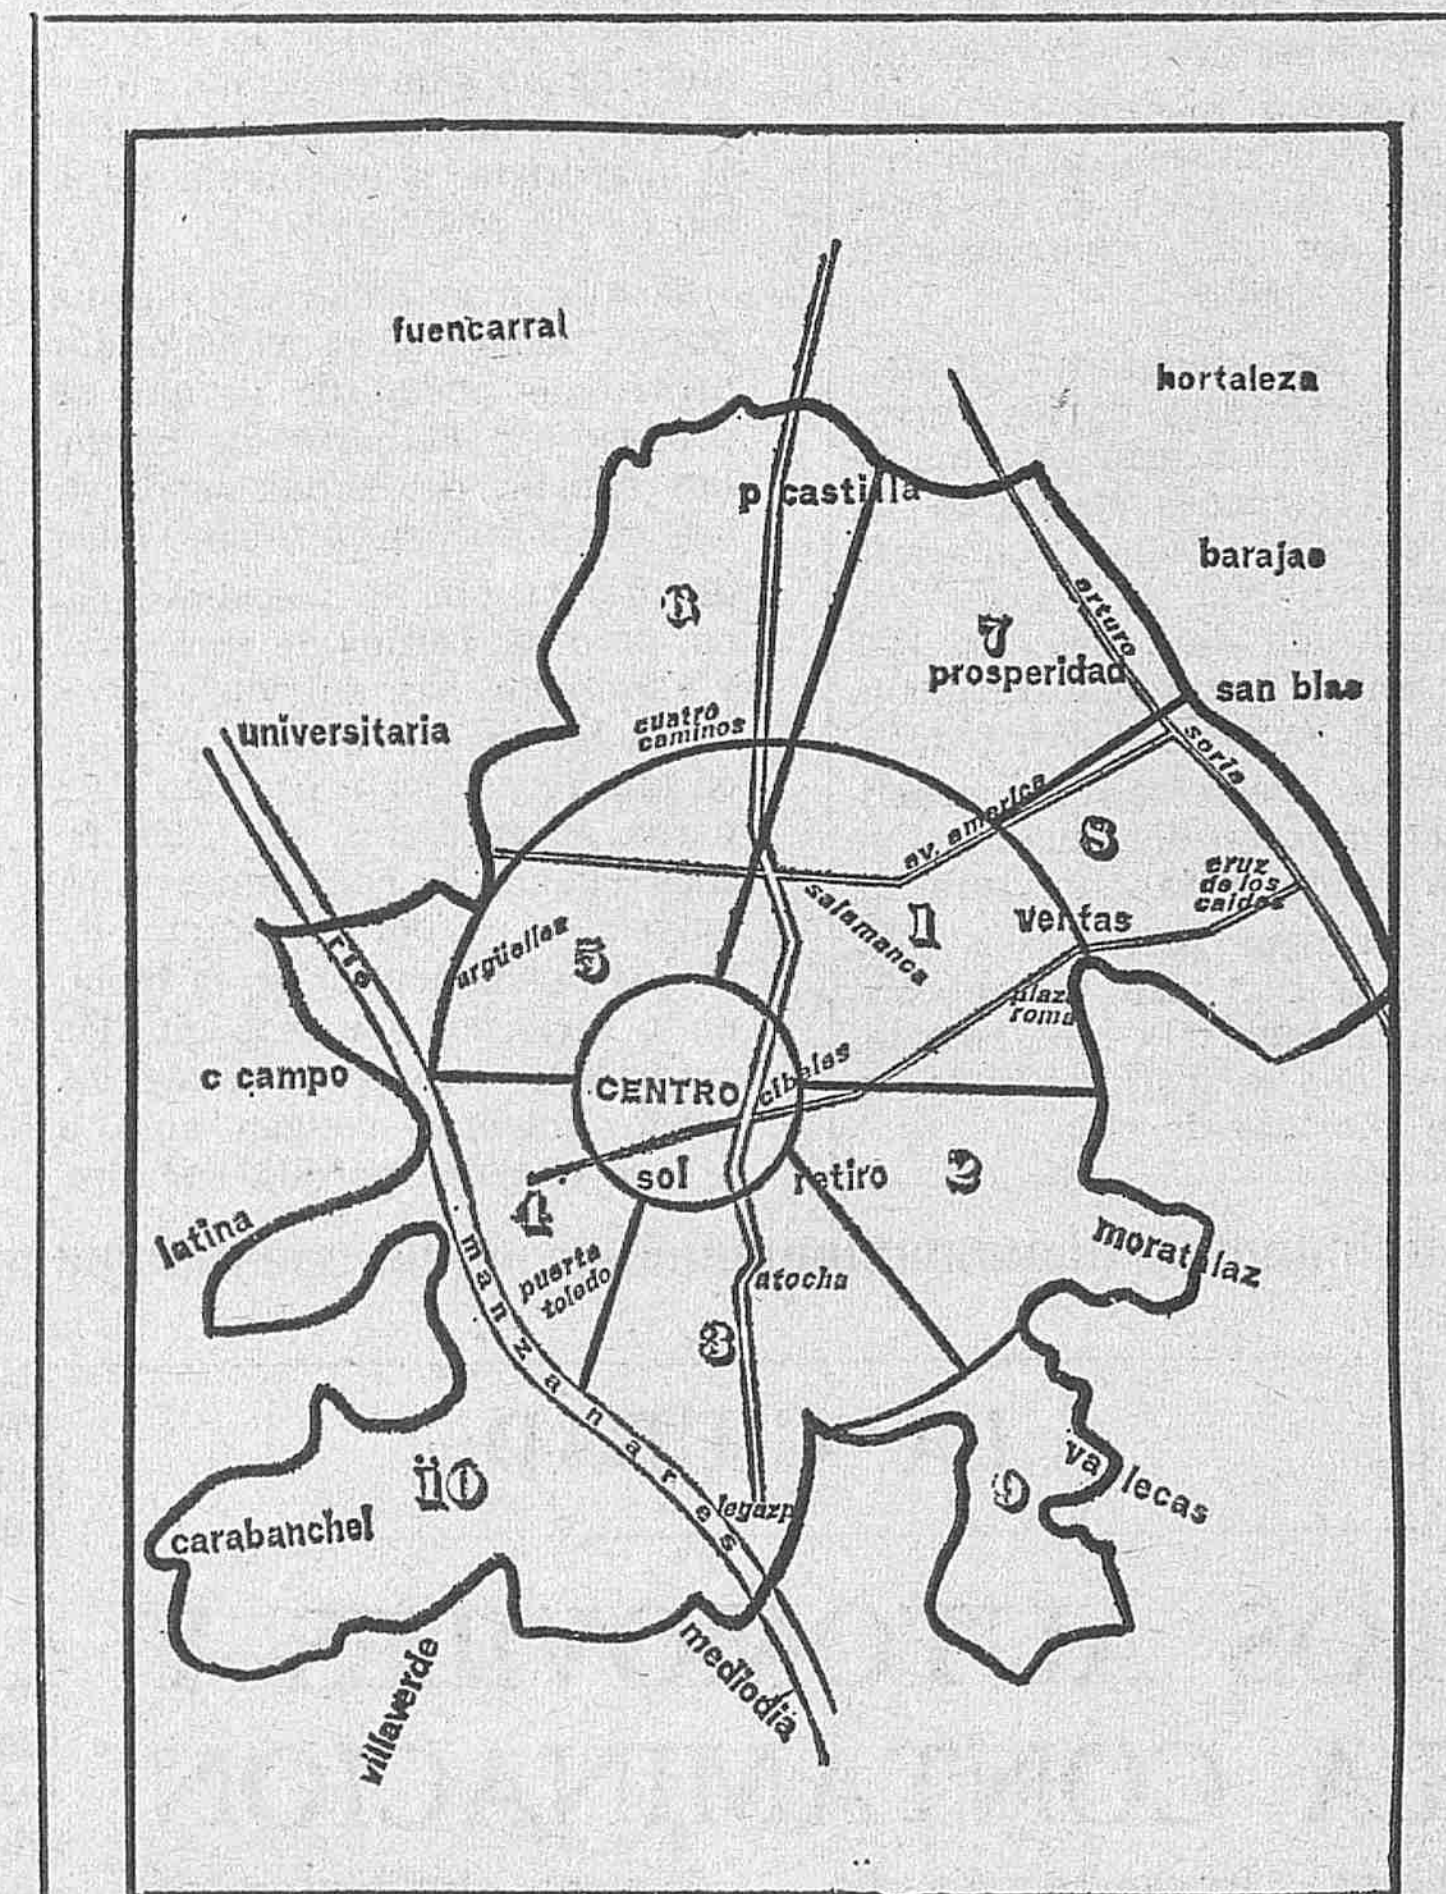 fuencarral
hortaleza
p castilla
barajas
6
arturo
7
prosperidad
san blas
cuatro
caminos
universitaria
soria
av. america
8
cruz
de los
caidos
salamanca
1
ventas
argüelles
5
rio
plaza
roma
c campo
CENTRO
cibeles
sol
retiro
2
4
latina
moratalaz
manzanares
puerta
toledo
atocha
3
vallecas
10
9
legazpi
carabanchel
villaverde
mediodia